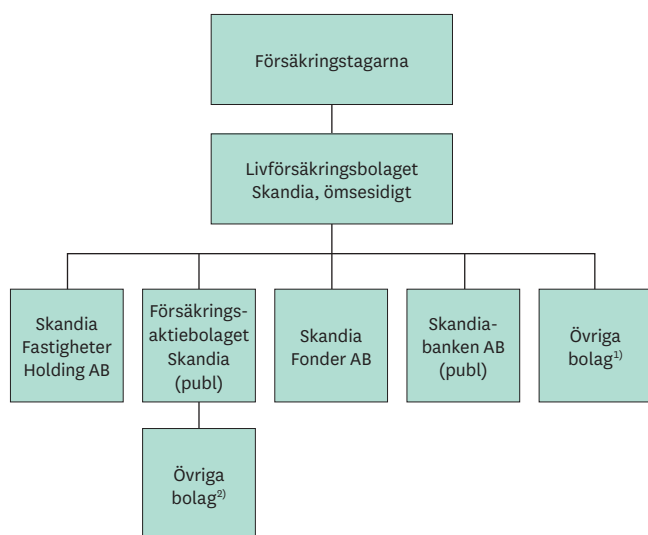 Försäkringstagarna
Livförsäkringsbolaget
Skandia, ömsesidigt
Skandia
Fastigheter
Holding AB
Försäkrings-
aktiebolaget
Skandia
(publ)
Skandia
Fonder AB
Skandia-
banken AB
(publ)
Övriga
bolag¹⁾
Övriga
bolag²⁾